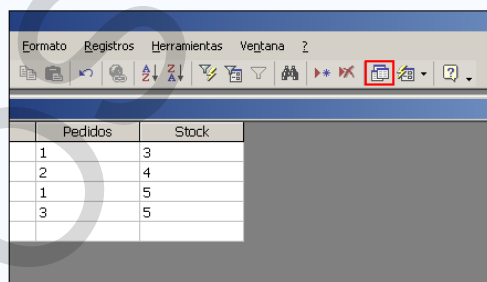 Formato Registros Herramientas Ventana ?
Pedidos Stock
1 3
2 4
1 5
3 5